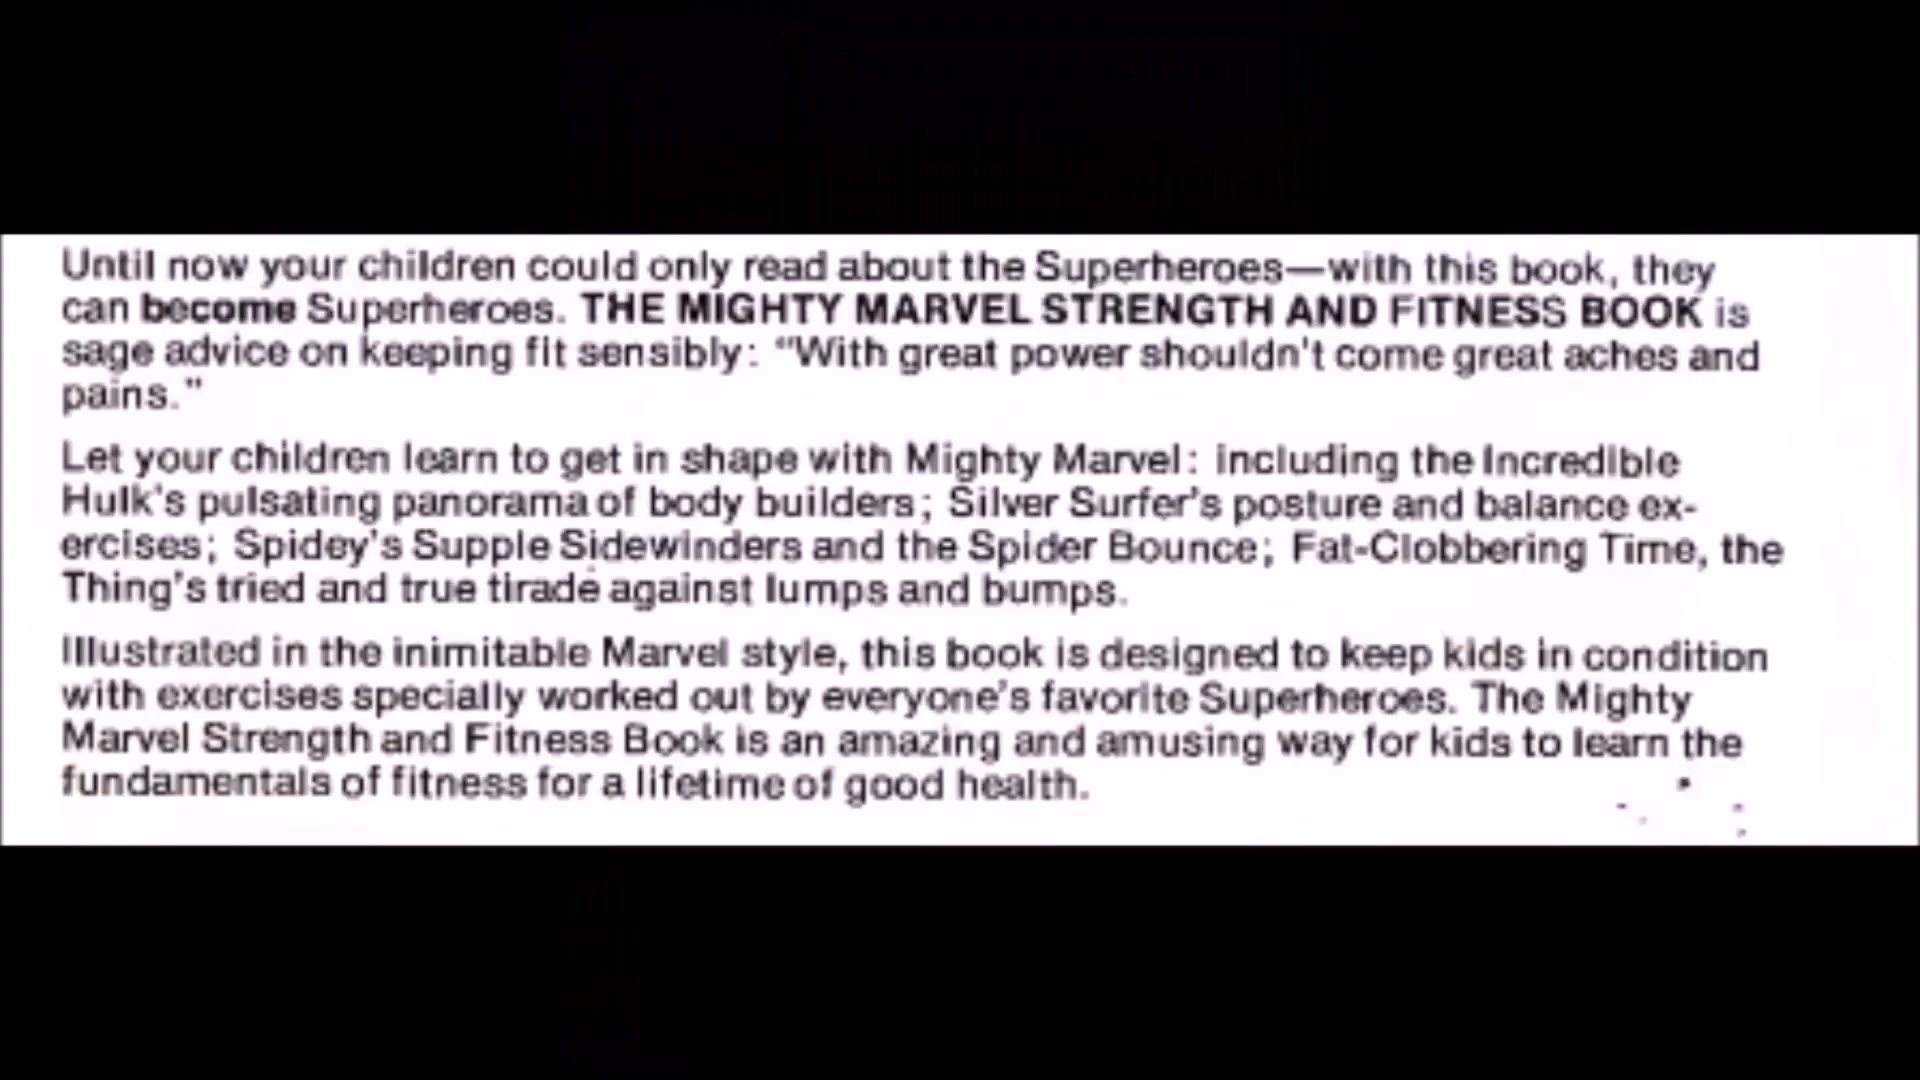 Until now your children could only read about the Superheroes—with this book, they
can become Superheroes. THE MIGHTY MARVEL STRENGTH AND FITNESS BOOK is
sage advice on keeping fit sensibly: “With great power shouldn't come great aches and
pains."
Let your children learn to get in shape with Mighty Marvel: including the Incredible
Hulk's pulsating panorama of body builders; Silver Surfer's posture and balance ex-
ercises; Spidey's Supple Sidewinders and the Spider Bounce; Fat-Clobbering Time, the
Thing's tried and true tirade against lumps and bumps.
Illustrated in the inimitable Marvel style, this book is designed to keep kids in condition
with exercises specially worked out by everyone's favorite Superheroes. The Mighty
Marvel Strength and Fitness Book is an amazing and amusing way for kids to learn the
fundamentals of fitness for a lifetime of good health.